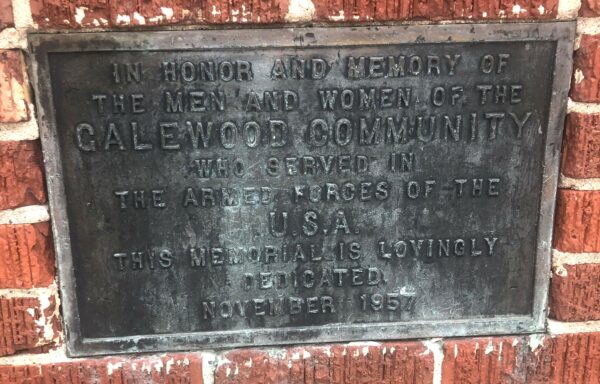 IN HONOR AND MEMORY OF
THE MEN AND WOMEN OF THE
GALEWOOD COMMUNITY
WHO SERVED IN
THE ARMED FORCES OF THE
U.S.A.
THIS MEMORIAL IS LOVINGLY
DEDICATED
NOVEMBER 1957